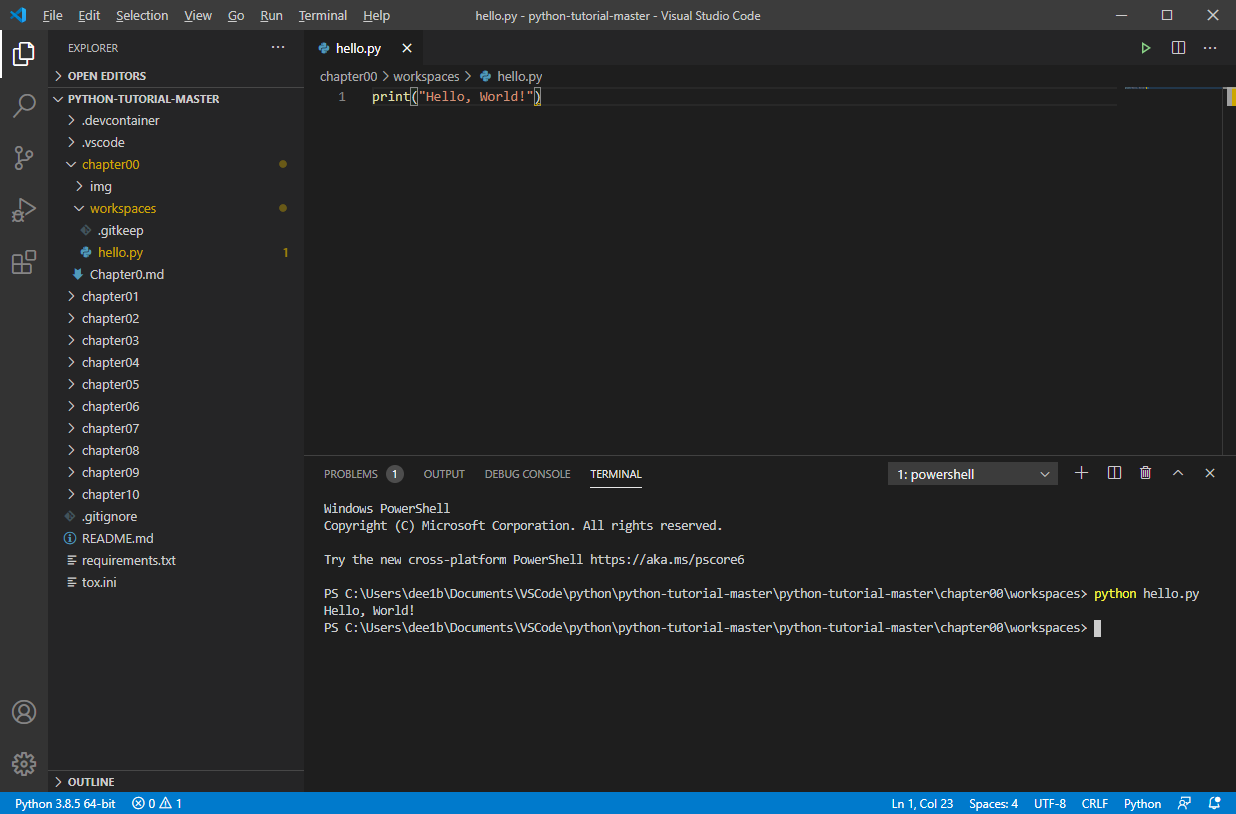 File Edit Selection View Go Run Terminal Help hello.py - python-tutorial-master - Visual Studio Code
EXPLORER
OPEN EDITORS
PYTHON-TUTORIAL-MASTER
.devcontainer
.vscode
chapter00
img
workspaces
.gitkeep
hello.py 1
Chapter0.md
chapter01
chapter02
chapter03
chapter04
chapter05
chapter06
chapter07
chapter08
chapter09
chapter10
.gitignore
README.md
requirements.txt
tox.ini
OUTLINE
hello.py
chapter00 > workspaces > hello.py
1 print("Hello, World!")
PROBLEMS 1 OUTPUT DEBUG CONSOLE TERMINAL 1: powershell
Windows PowerShell
Copyright (C) Microsoft Corporation. All rights reserved.
Try the new cross-platform PowerShell https://aka.ms/pscore6
PS C:\Users\dee1b\Documents\VSCode\python\python-tutorial-master\python-tutorial-master\chapter00\workspaces> python hello.py
Hello, World!
PS C:\Users\dee1b\Documents\VSCode\python\python-tutorial-master\python-tutorial-master\chapter00\workspaces>
Python 3.8.5 64-bit 0 1 Ln 1, Col 23 Spaces: 4 UTF-8 CRLF Python